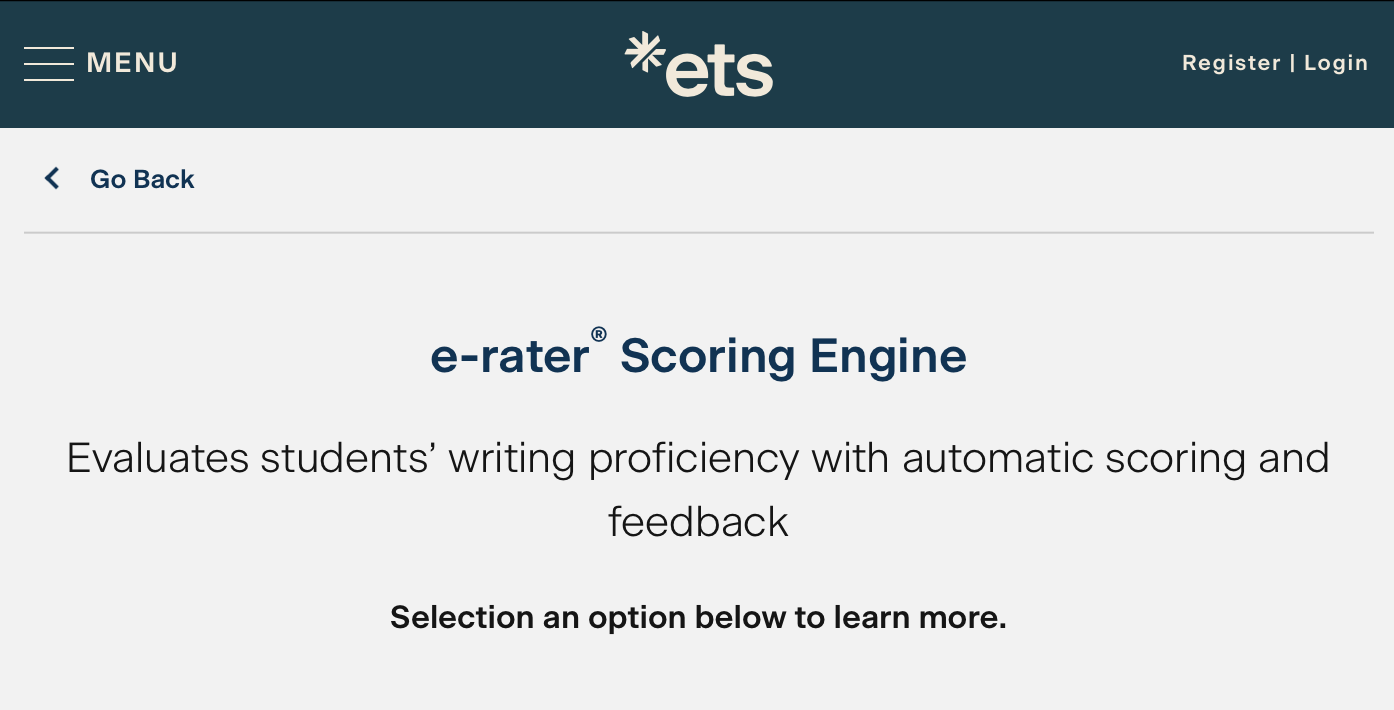 MENU
*ets
Register | Login
Go Back
e-rater® Scoring Engine
Evaluates students’ writing proficiency with automatic scoring and
feedback
Selection an option below to learn more.